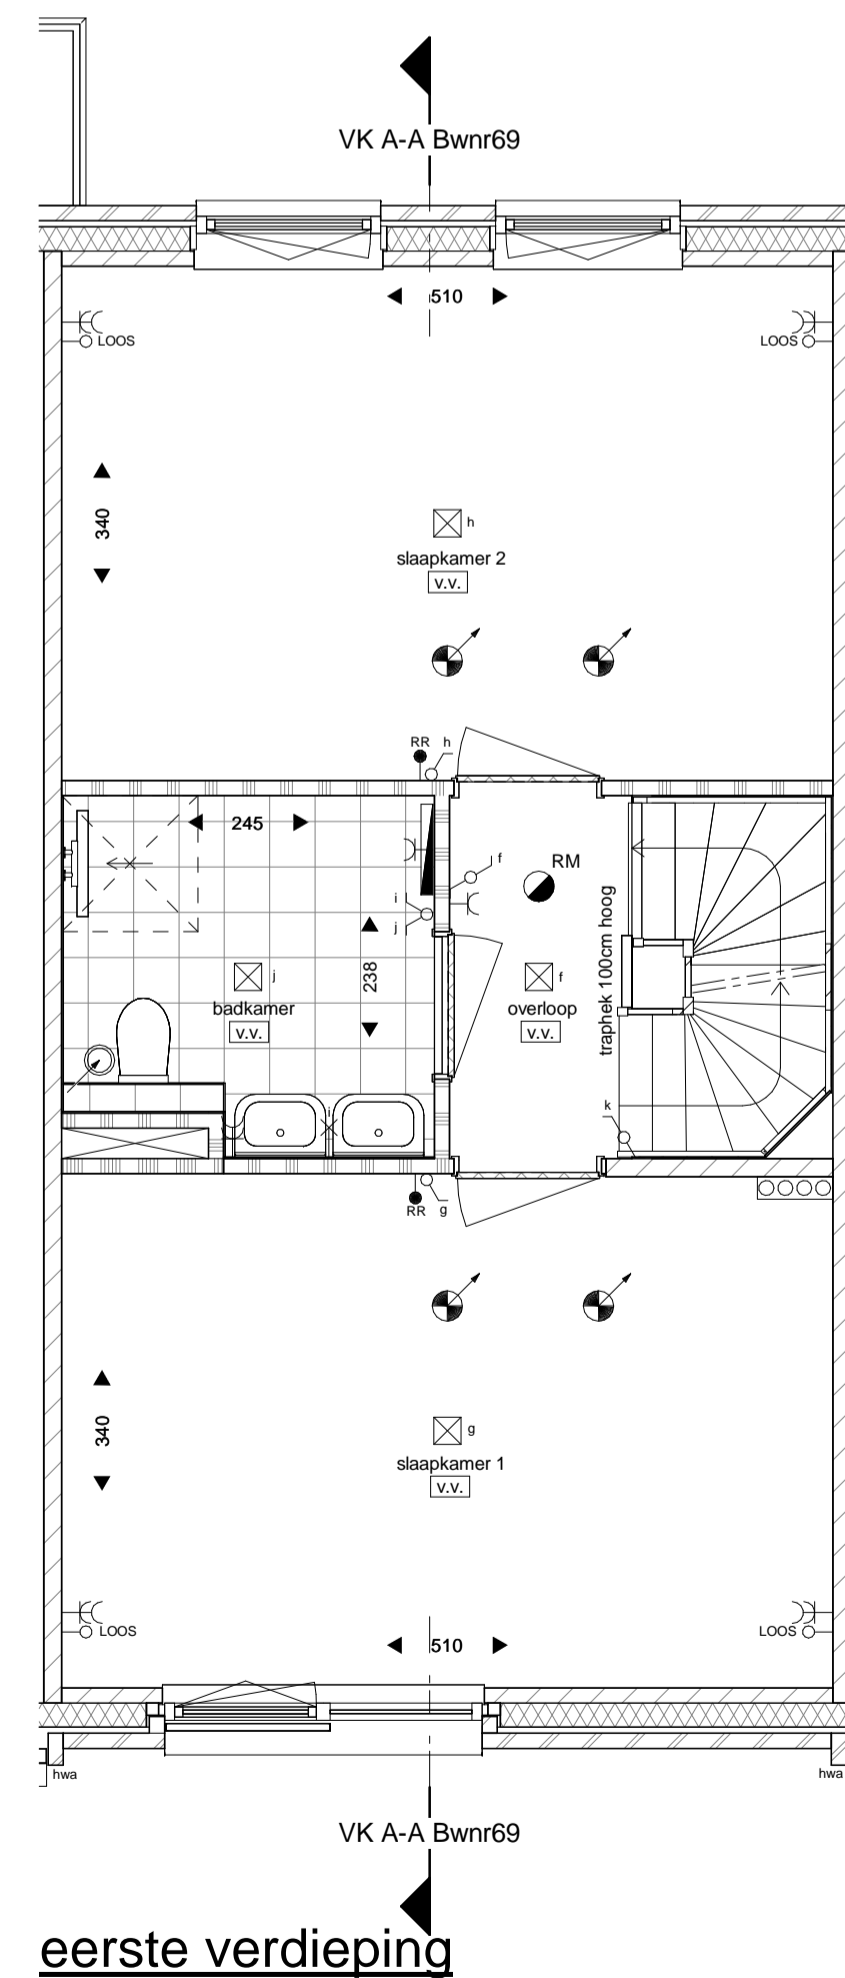 VK A-A Bwnr69
510
LOOS
LOOS
340
h
slaapkamer 2
v.v.
RR h
245
f
RM
i
j
traphek 100cm hoog
238
j
badkamer
v.v.
f
overloop
v.v.
i
k
RR g
340
g
slaapkamer 1
v.v.
LOOS
510
LOOS
hwa
hwa
VK A-A Bwnr69
eerste verdieping